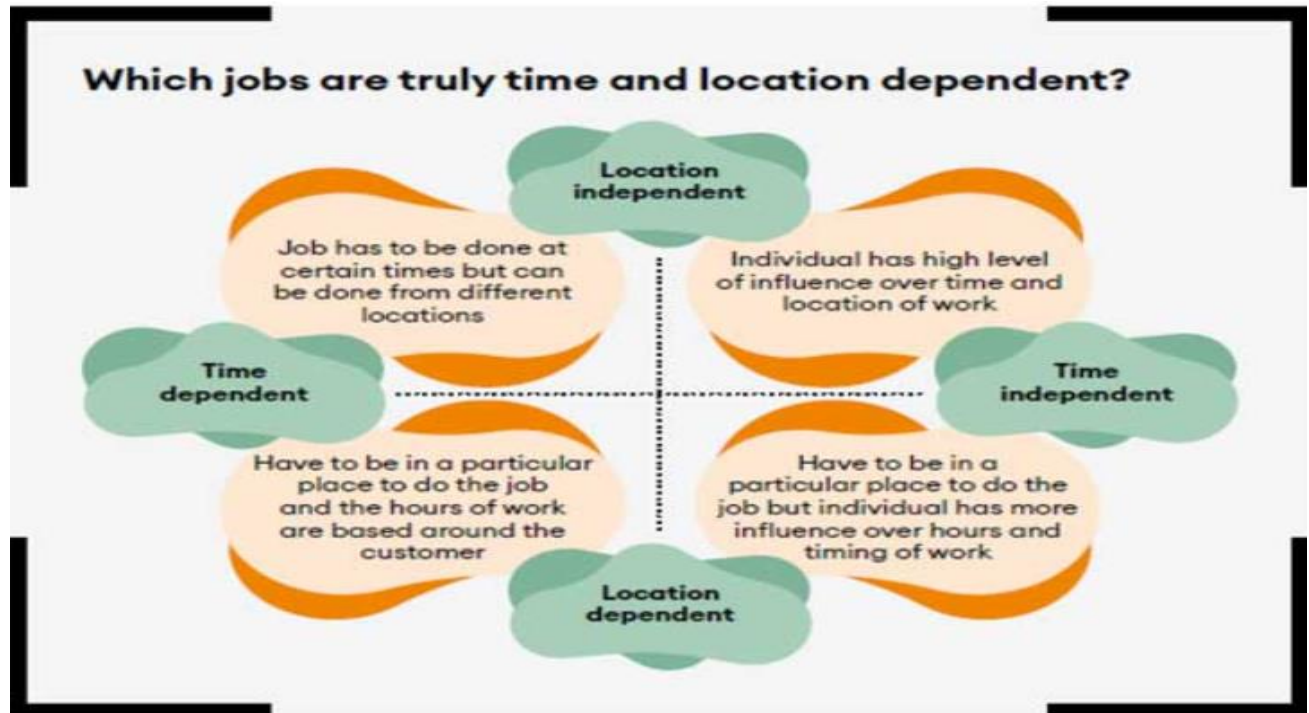 Which jobs are truly time and location dependent?
Location
independent
Job has to be done at
certain times but can
be done from different
locations
Individual has high level
of influence over time and
location of work
Time
dependent
Time
independent
Have to be in a particular
place to do the job
and the hours of work
are based around the
customer
Have to be in a
particular place to do the
job but individual has more
influence over hours and
timing of work
Location
dependent